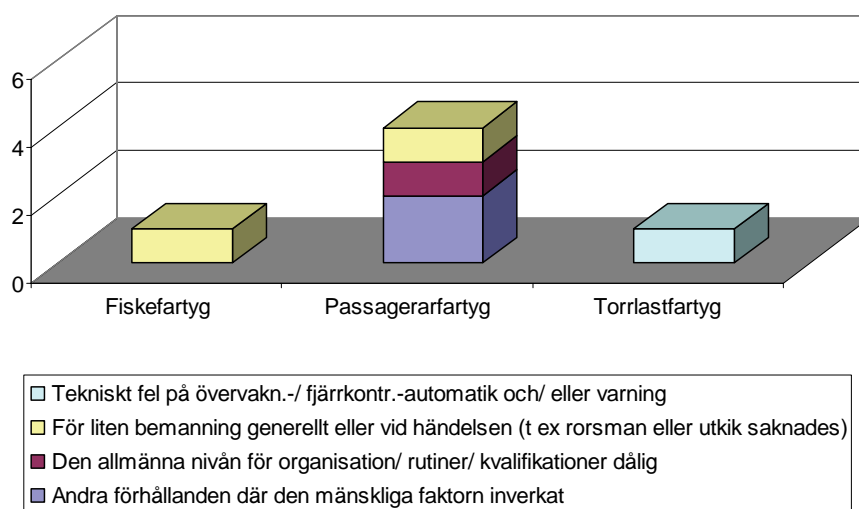 6
4
2
0
Fiskefartyg Passagerarfartyg Torrlastfartyg
Tekniskt fel på övervakn.-/ fjärrkontr.-automatik och/ eller varning
För liten bemanning generellt eller vid händelsen (t ex rorsman eller utkik saknades)
Den allmänna nivån för organisation/ rutiner/ kvalifikationer dålig
Andra förhållanden där den mänskliga faktorn inverkat